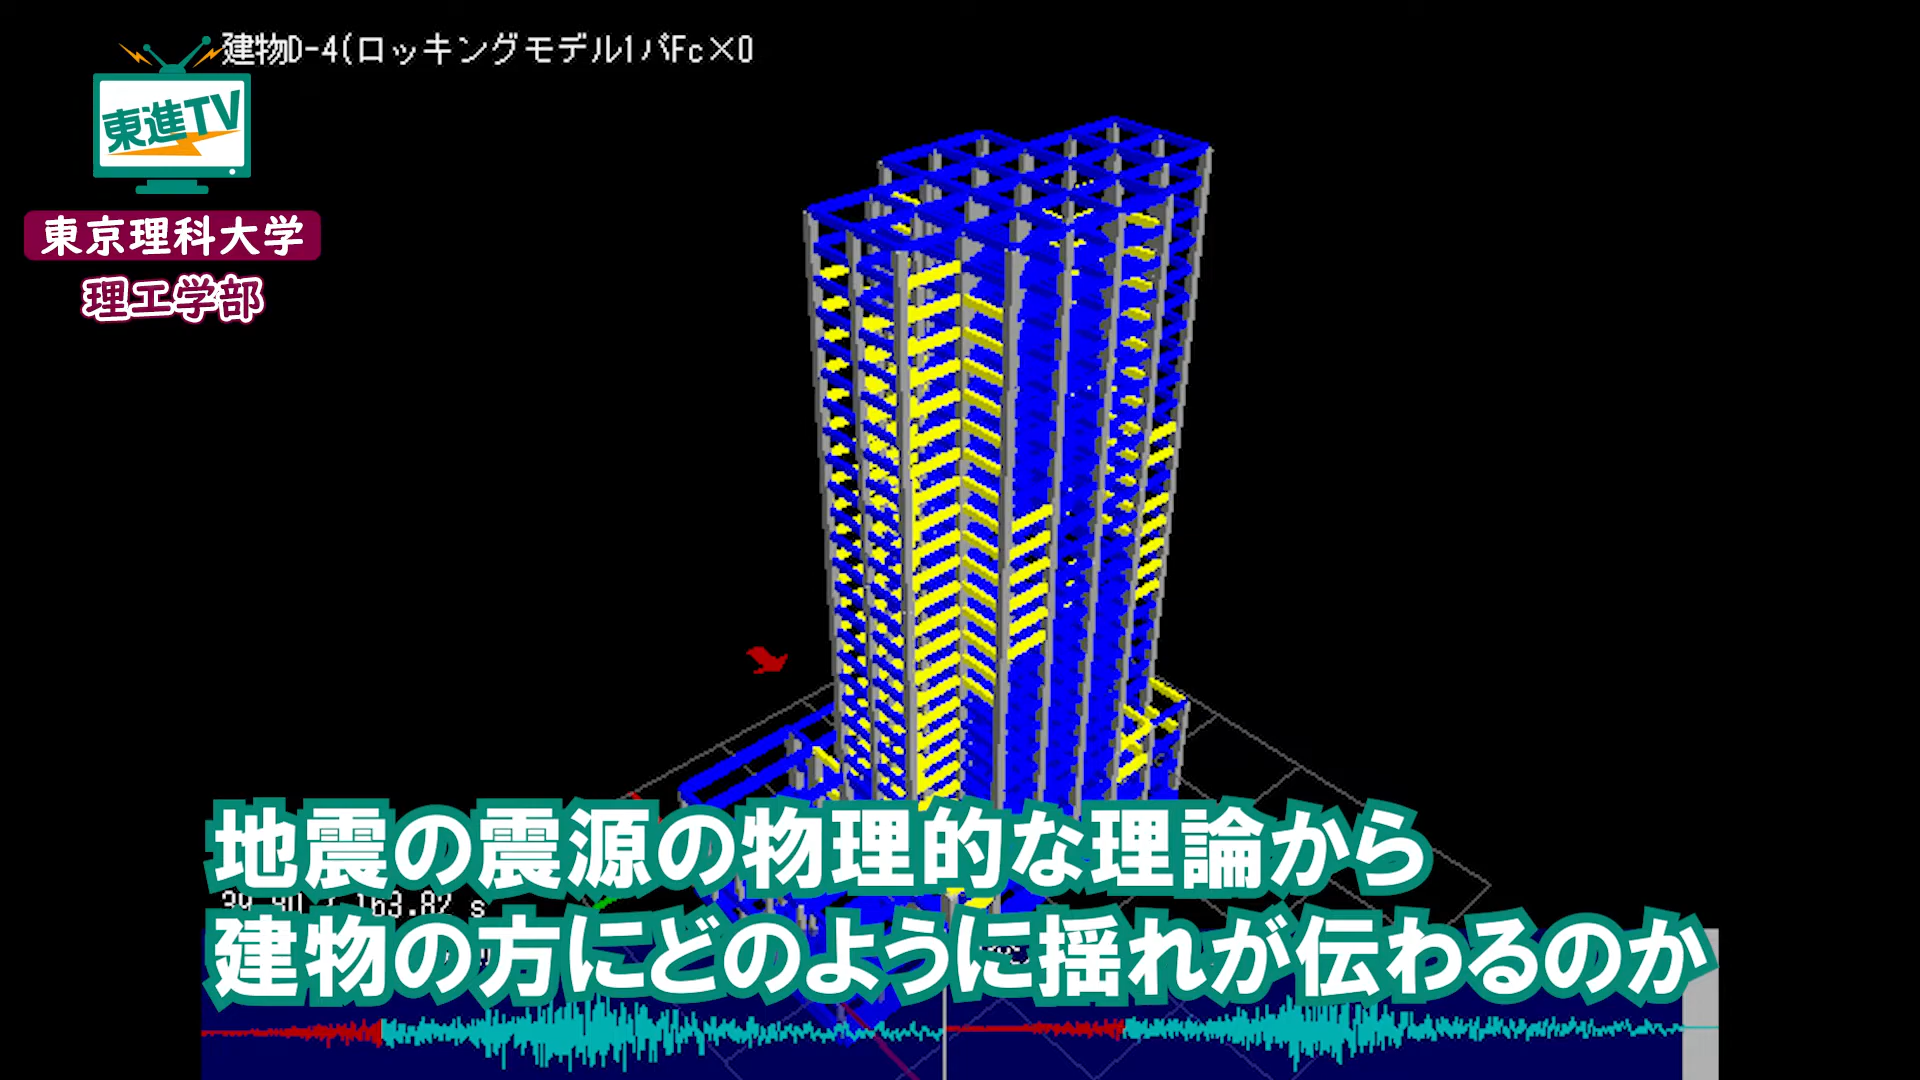 建物D-4(ロッキングモデル1バFc×0
東進TV
東京理科大学
理工学部
地震の震源の物理的な理論から
163.82 s
建物の方にどのように揺れが伝わるのか